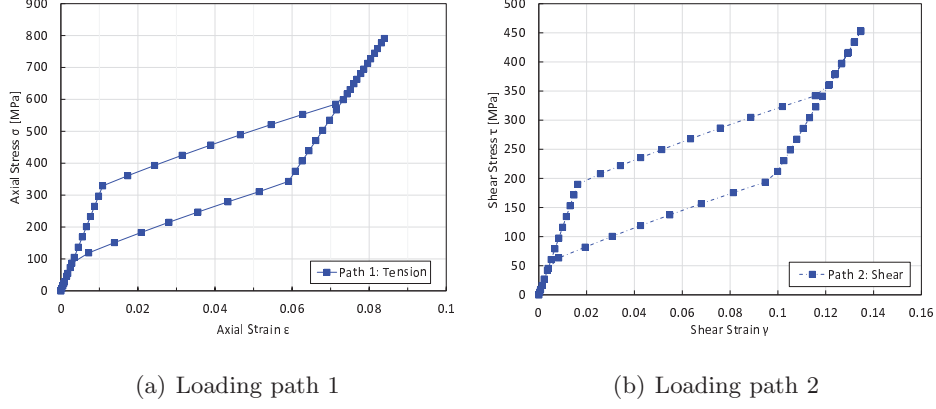 900
800
700
600
500
400
300
200
100
0
Axial Stress σ [MPa]
Path 1: Tension
0 0.02 0.04 0.06 0.08 0.1
Axial Strain ε
500
450
400
350
300
250
200
150
100
50
0
Shear Stress τ [MPa]
Path 2: Shear
0 0.02 0.04 0.06 0.08 0.1 0.12 0.14 0.16
Shear Strain γ
(a) Loading path 1
(b) Loading path 2